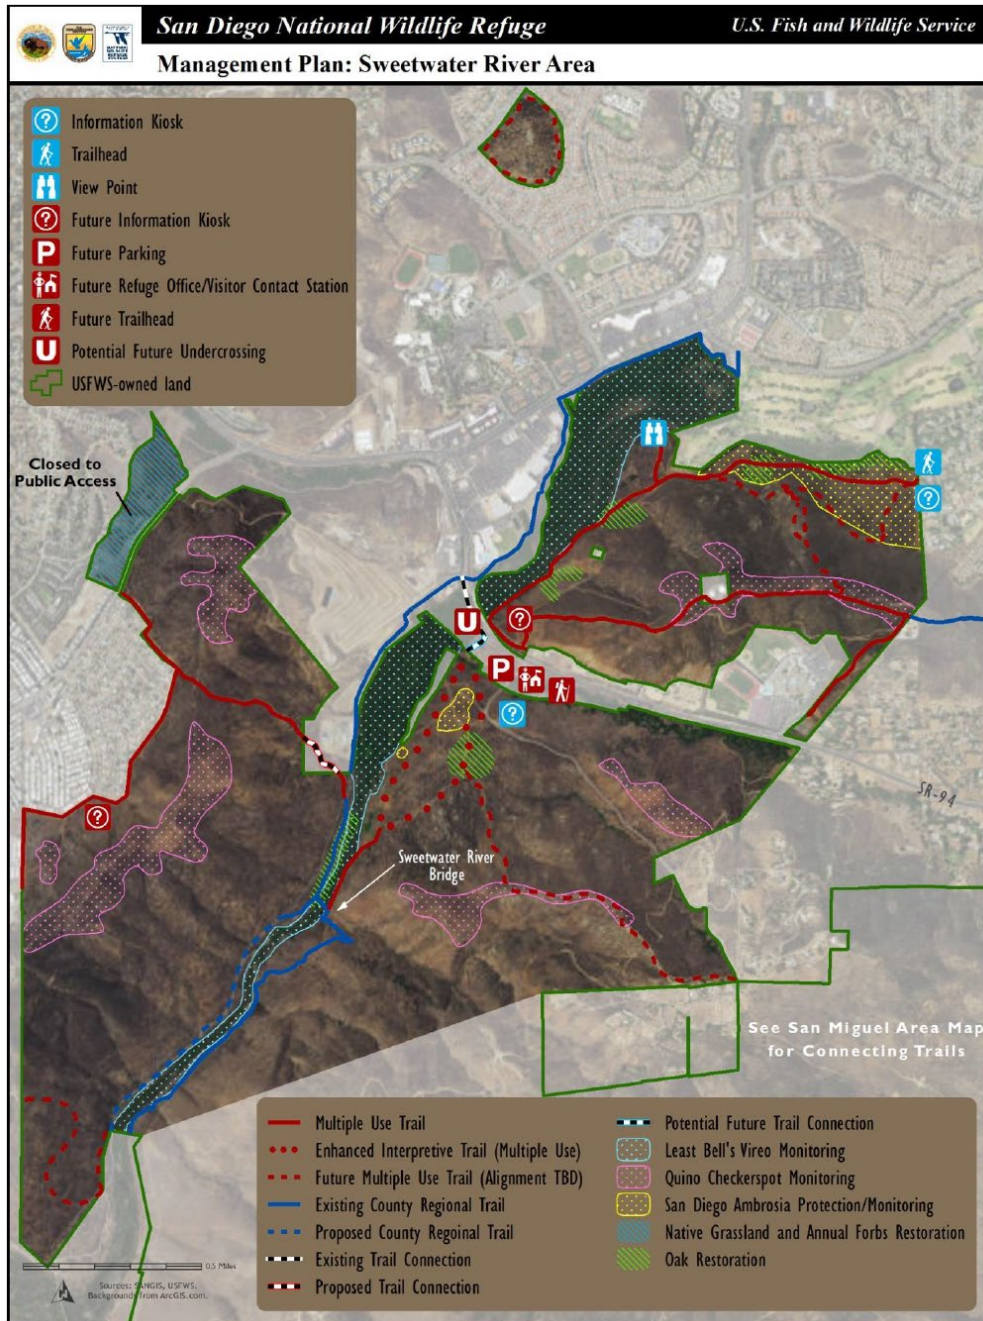 San Diego National Wildlife Refuge
U.S. Fish and Wildlife Service
Management Plan: Sweetwater River Area
Information Kiosk
Trailhead
View Point
Future Information Kiosk
P Future Parking
Future Refuge Office/Visitor Contact Station
Future Trailhead
U Potential Future Undercrossing
USFWS-owned land
Closed to
Public Access
U
P
SR-94
Sweetwater River
Bridge
See San Miguel Area Map
for Connecting Trails
Multiple Use Trail
Enhanced Interpretive Trail (Multiple Use)
Future Multiple Use Trail (Alignment TBD)
Existing County Regional Trail
Proposed County Regoinal Trail
Existing Trail Connection
Proposed Trail Connection
Potential Future Trail Connection
Least Bell's Vireo Monitoring
Quino Checkerspot Monitoring
San Diego Ambrosia Protection/Monitoring
Native Grassland and Annual Forbs Restoration
Oak Restoration
0.5 Miles
Sources: SANGIS, USFWS.
Backgrounds from ArcGIS.com.